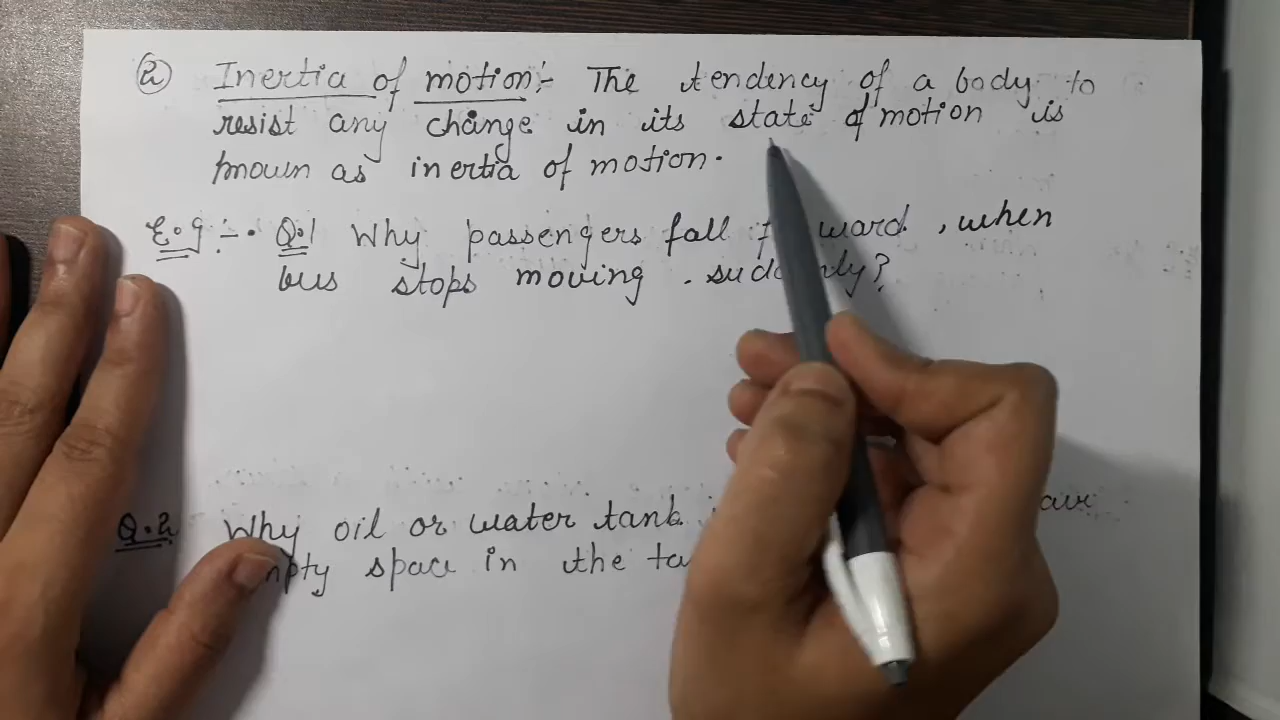 2 Inertia of motion:- The tendency of a body to
resist any change in its state of motion is
known as inertia of motion.
E.g:-. Q.1 Why passengers fall ward, when
bus stops moving. suddenly?
Q.2 Why oil or water tank
space in the